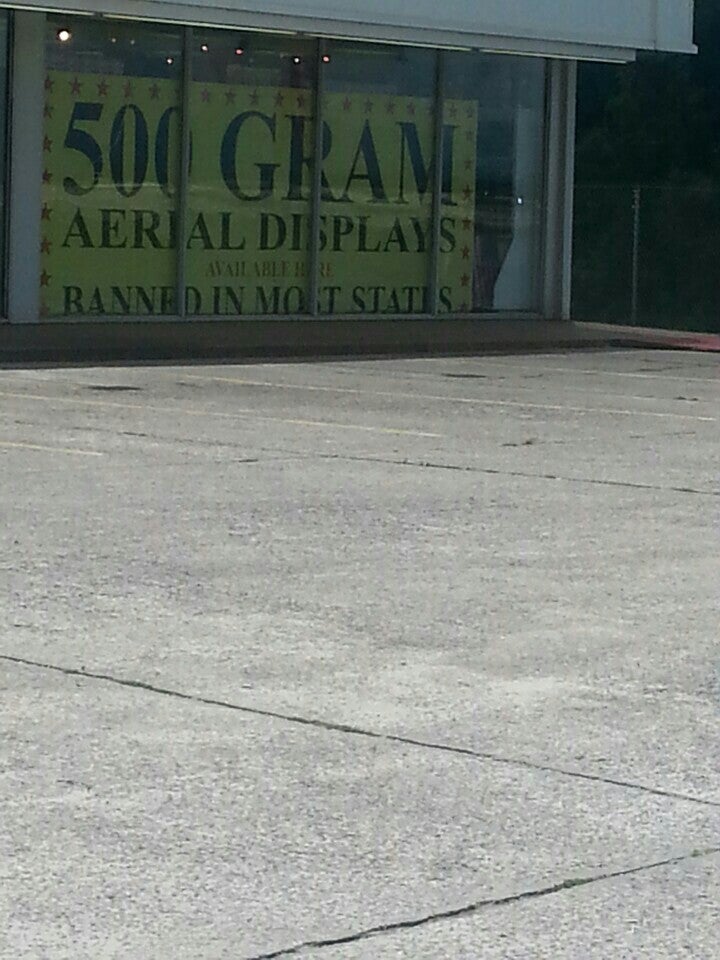 500 GRAM
AERIAL DISPLAYS
AVAILABLE HERE
BANNED IN MOST STATES